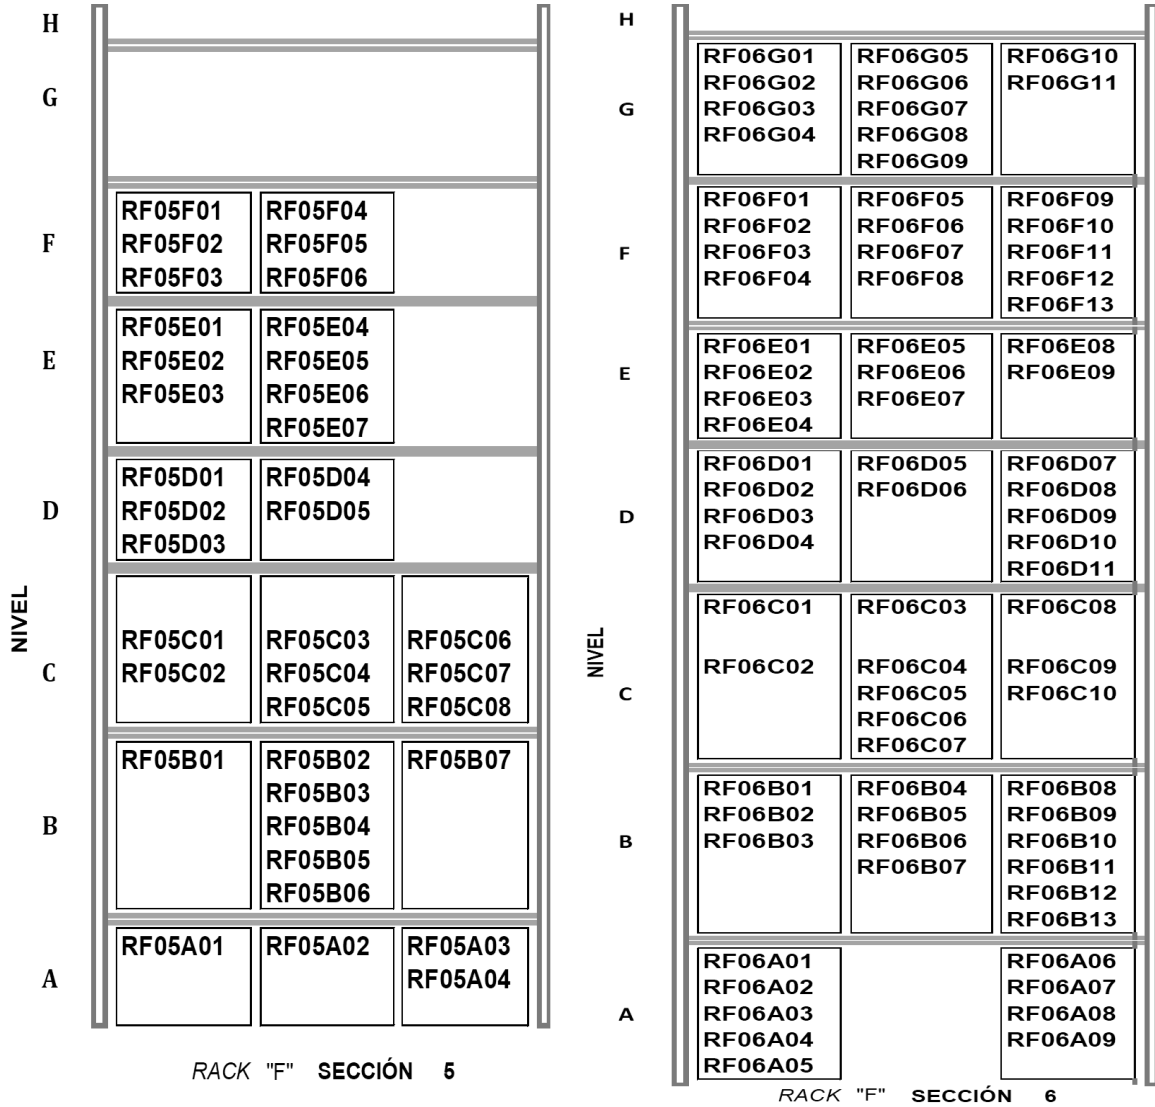 H
G
F
RF05F01 RF05F04
RF05F02 RF05F05
RF05F03 RF05F06
E
RF05E01 RF05E04
RF05E02 RF05E05
RF05E03 RF05E06
RF05E07
D
RF05D01 RF05D04
RF05D02 RF05D05
RF05D03
NIVEL
C
RF05C01 RF05C03 RF05C06
RF05C02 RF05C04 RF05C07
RF05C05 RF05C08
B
RF05B01 RF05B02 RF05B07
RF05B03
RF05B04
RF05B05
RF05B06
A
RF05A01 RF05A02 RF05A03
RF05A04
RACK "F" SECCIÓN 5
H
G
RF06G01 RF06G05 RF06G10
RF06G02 RF06G06 RF06G11
RF06G03 RF06G07
RF06G04 RF06G08
RF06G09
F
RF06F01 RF06F05 RF06F09
RF06F02 RF06F06 RF06F10
RF06F03 RF06F07 RF06F11
RF06F04 RF06F08 RF06F12
RF06F13
E
RF06E01 RF06E05 RF06E08
RF06E02 RF06E06 RF06E09
RF06E03 RF06E07
RF06E04
D
RF06D01 RF06D05 RF06D07
RF06D02 RF06D06 RF06D08
RF06D03 RF06D09
RF06D04 RF06D10
RF06D11
NIVEL
C
RF06C01 RF06C03 RF06C08
RF06C02 RF06C04 RF06C09
RF06C05 RF06C10
RF06C06
RF06C07
B
RF06B01 RF06B04 RF06B08
RF06B02 RF06B05 RF06B09
RF06B03 RF06B06 RF06B10
RF06B07 RF06B11
RF06B12
RF06B13
A
RF06A01 RF06A06
RF06A02 RF06A07
RF06A03 RF06A08
RF06A04 RF06A09
RF06A05
RACK "F" SECCIÓN 6